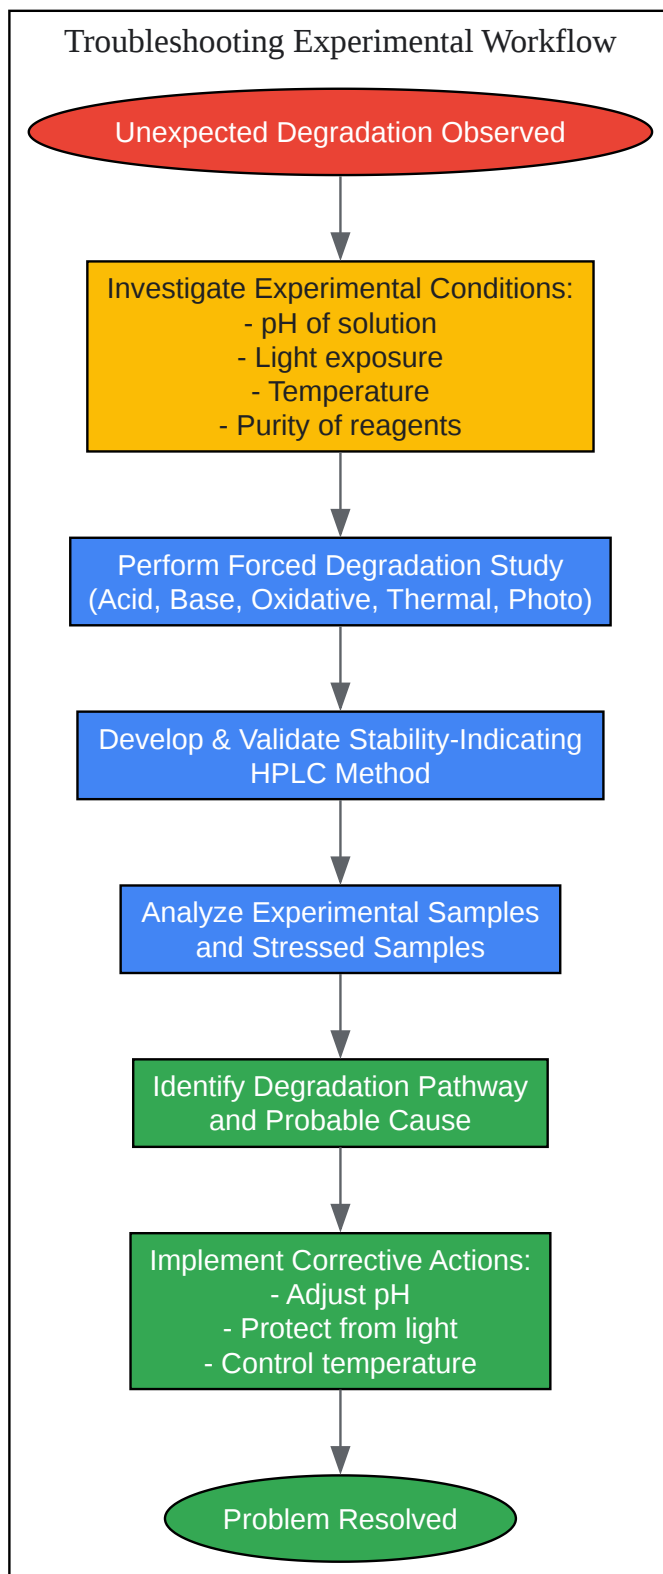 Troubleshooting Experimental Workflow
Unexpected Degradation Observed
Investigate Experimental Conditions:
- pH of solution
- Light exposure
- Temperature
- Purity of reagents
Perform Forced Degradation Study
(Acid, Base, Oxidative, Thermal, Photo)
Develop & Validate Stability-Indicating
HPLC Method
Analyze Experimental Samples
and Stressed Samples
Identify Degradation Pathway
and Probable Cause
Implement Corrective Actions:
- Adjust pH
- Protect from light
- Control temperature
Problem Resolved